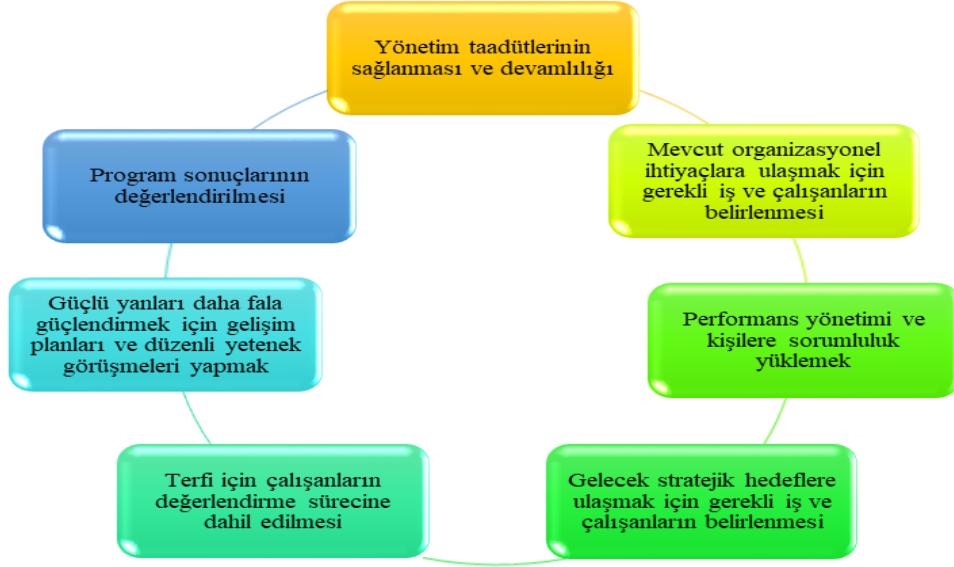 Yönetim taadütlerinin
sağlanması ve devamlılığı
Mevcut organizasyonel
ihtiyaçlara ulaşmak için
gerekli iş ve çalışanların
belirlenmesi
Performans yönetimi ve
kişilere sorumluluk
yüklemek
Gelecek stratejik hedeflere
ulaşmak için gerekli iş ve
çalışanların belirlenmesi
Terfi için çalışanların
değerlendirme sürecine
dahil edilmesi
Güçlü yanları daha fala
güçlendirmek için gelişim
planları ve düzenli yetenek
görüşmeleri yapmak
Program sonuçlarının
değerlendirilmesi